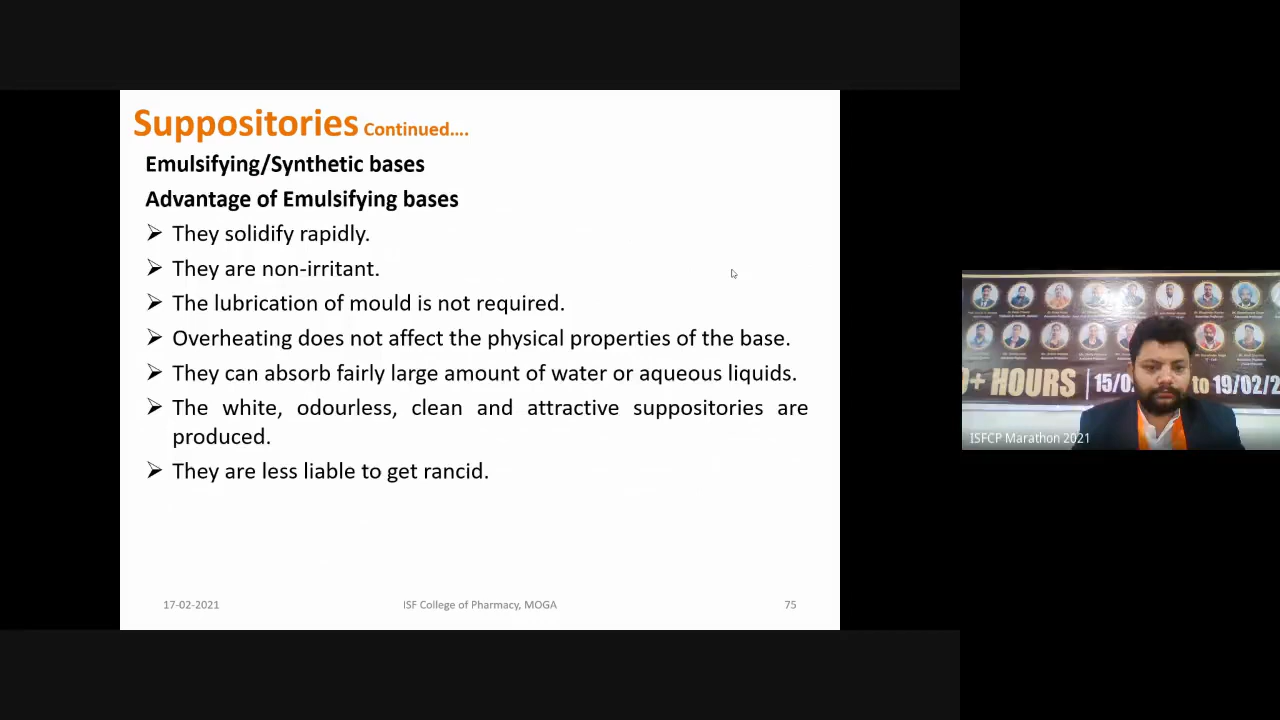 Suppositories Continued....
Emulsifying/Synthetic bases
Advantage of Emulsifying bases
➤ They solidify rapidly.
➤ They are non-irritant.
➤ The lubrication of mould is not required.
➤ Overheating does not affect the physical properties of the base.
➤ They can absorb fairly large amount of water or aqueous liquids.
➤ The white, odourless, clean and attractive suppositories are
produced.
➤ They are less liable to get rancid.
17-02-2021 ISF College of Pharmacy, MOGA 75
+ HOURS 15/0 to 19/02/2
ISFCP Marathon 2021